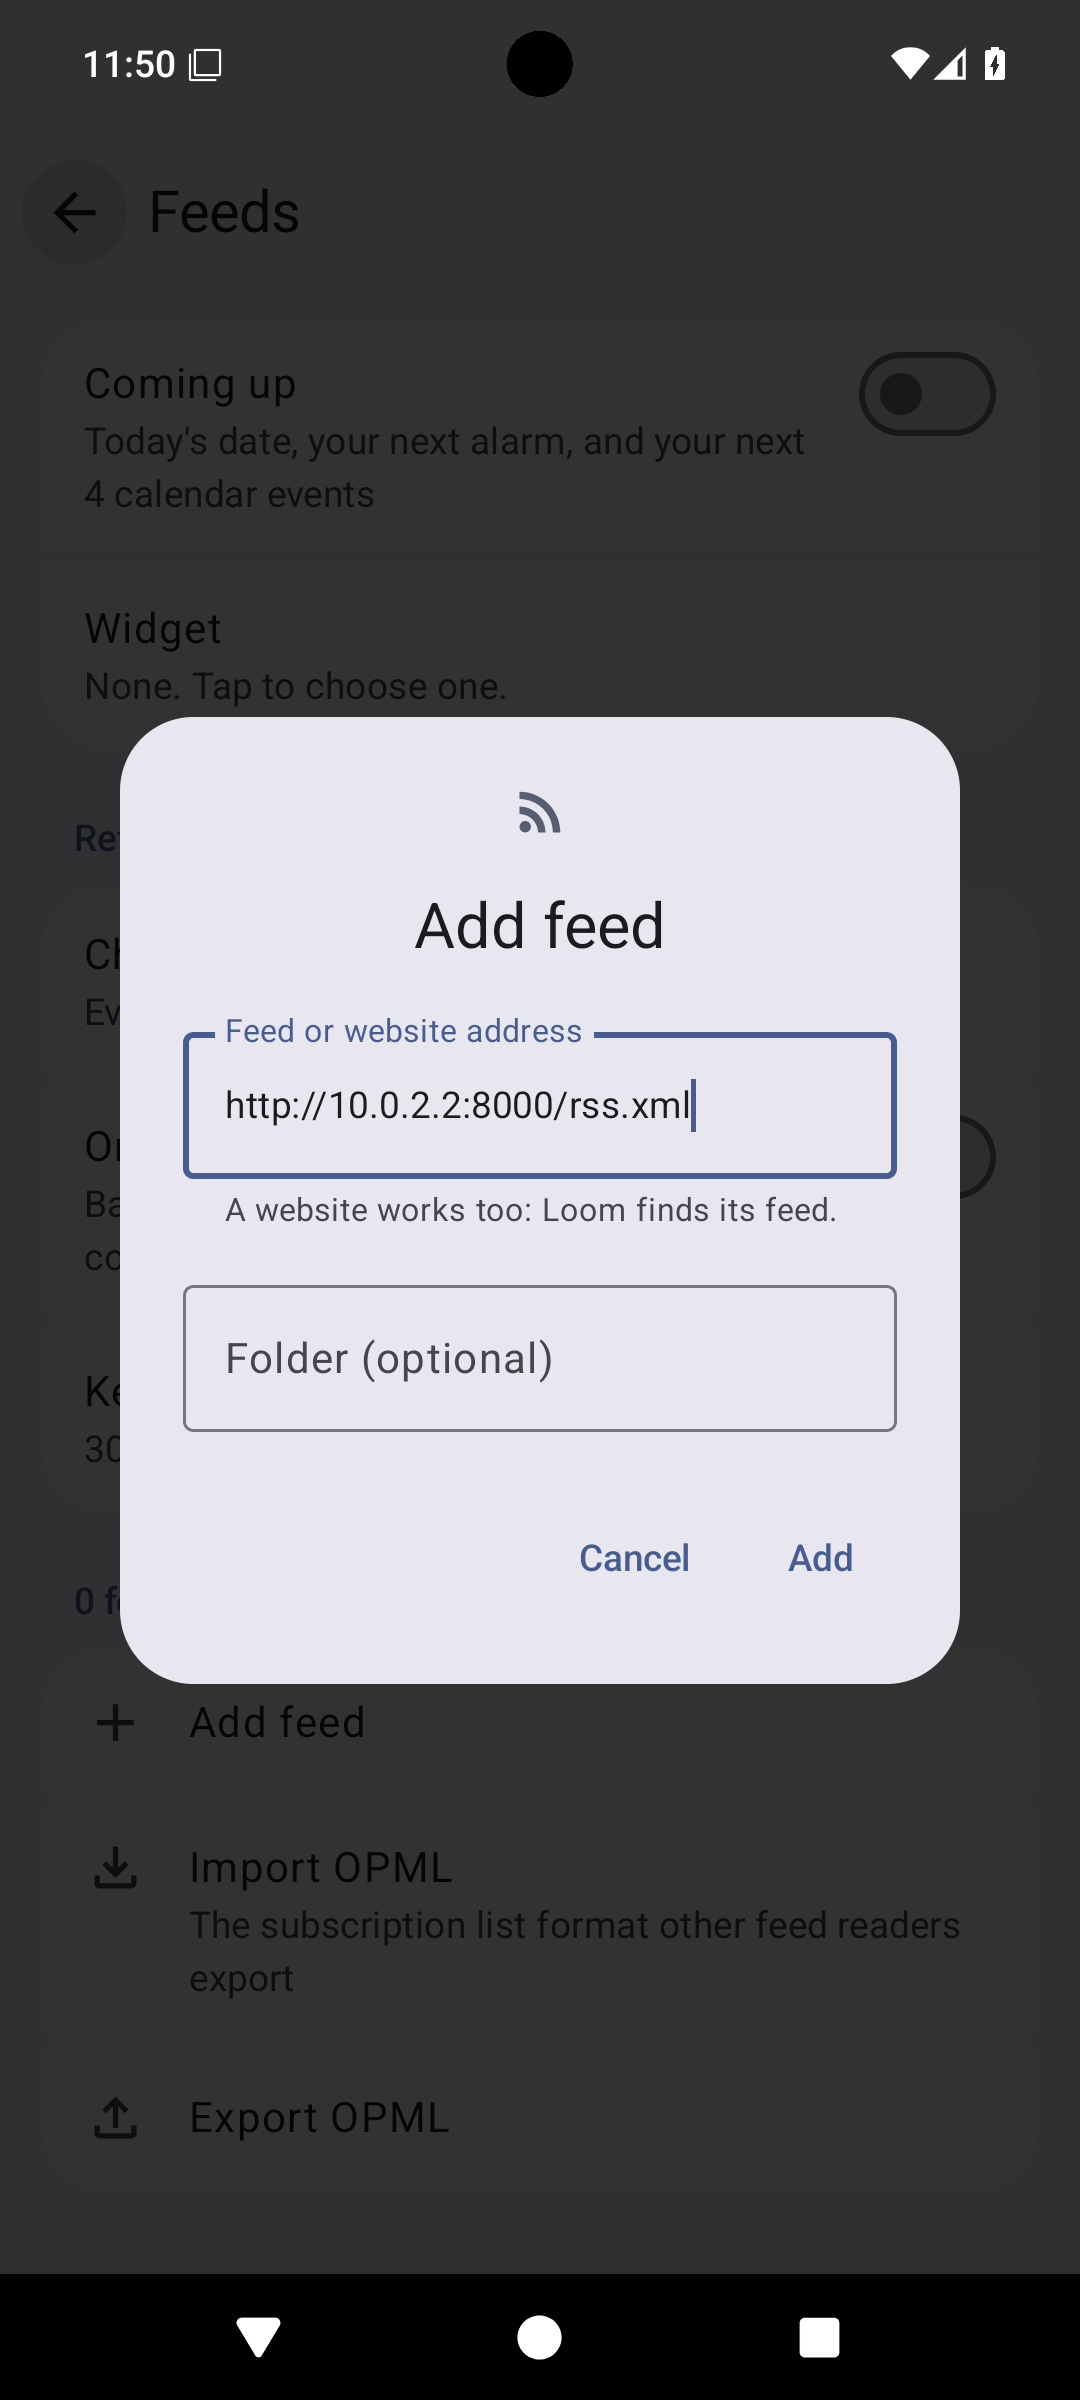 11:50
Feeds
Coming up
Today's date, your next alarm, and your next
4 calendar events
Widget
None. Tap to choose one.
Add feed
Feed or website address
http://10.0.2.2:8000/rss.xml
A website works too: Loom finds its feed.
Folder (optional)
Cancel
Add
Add feed
Import OPML
The subscription list format other feed readers
export
Export OPML